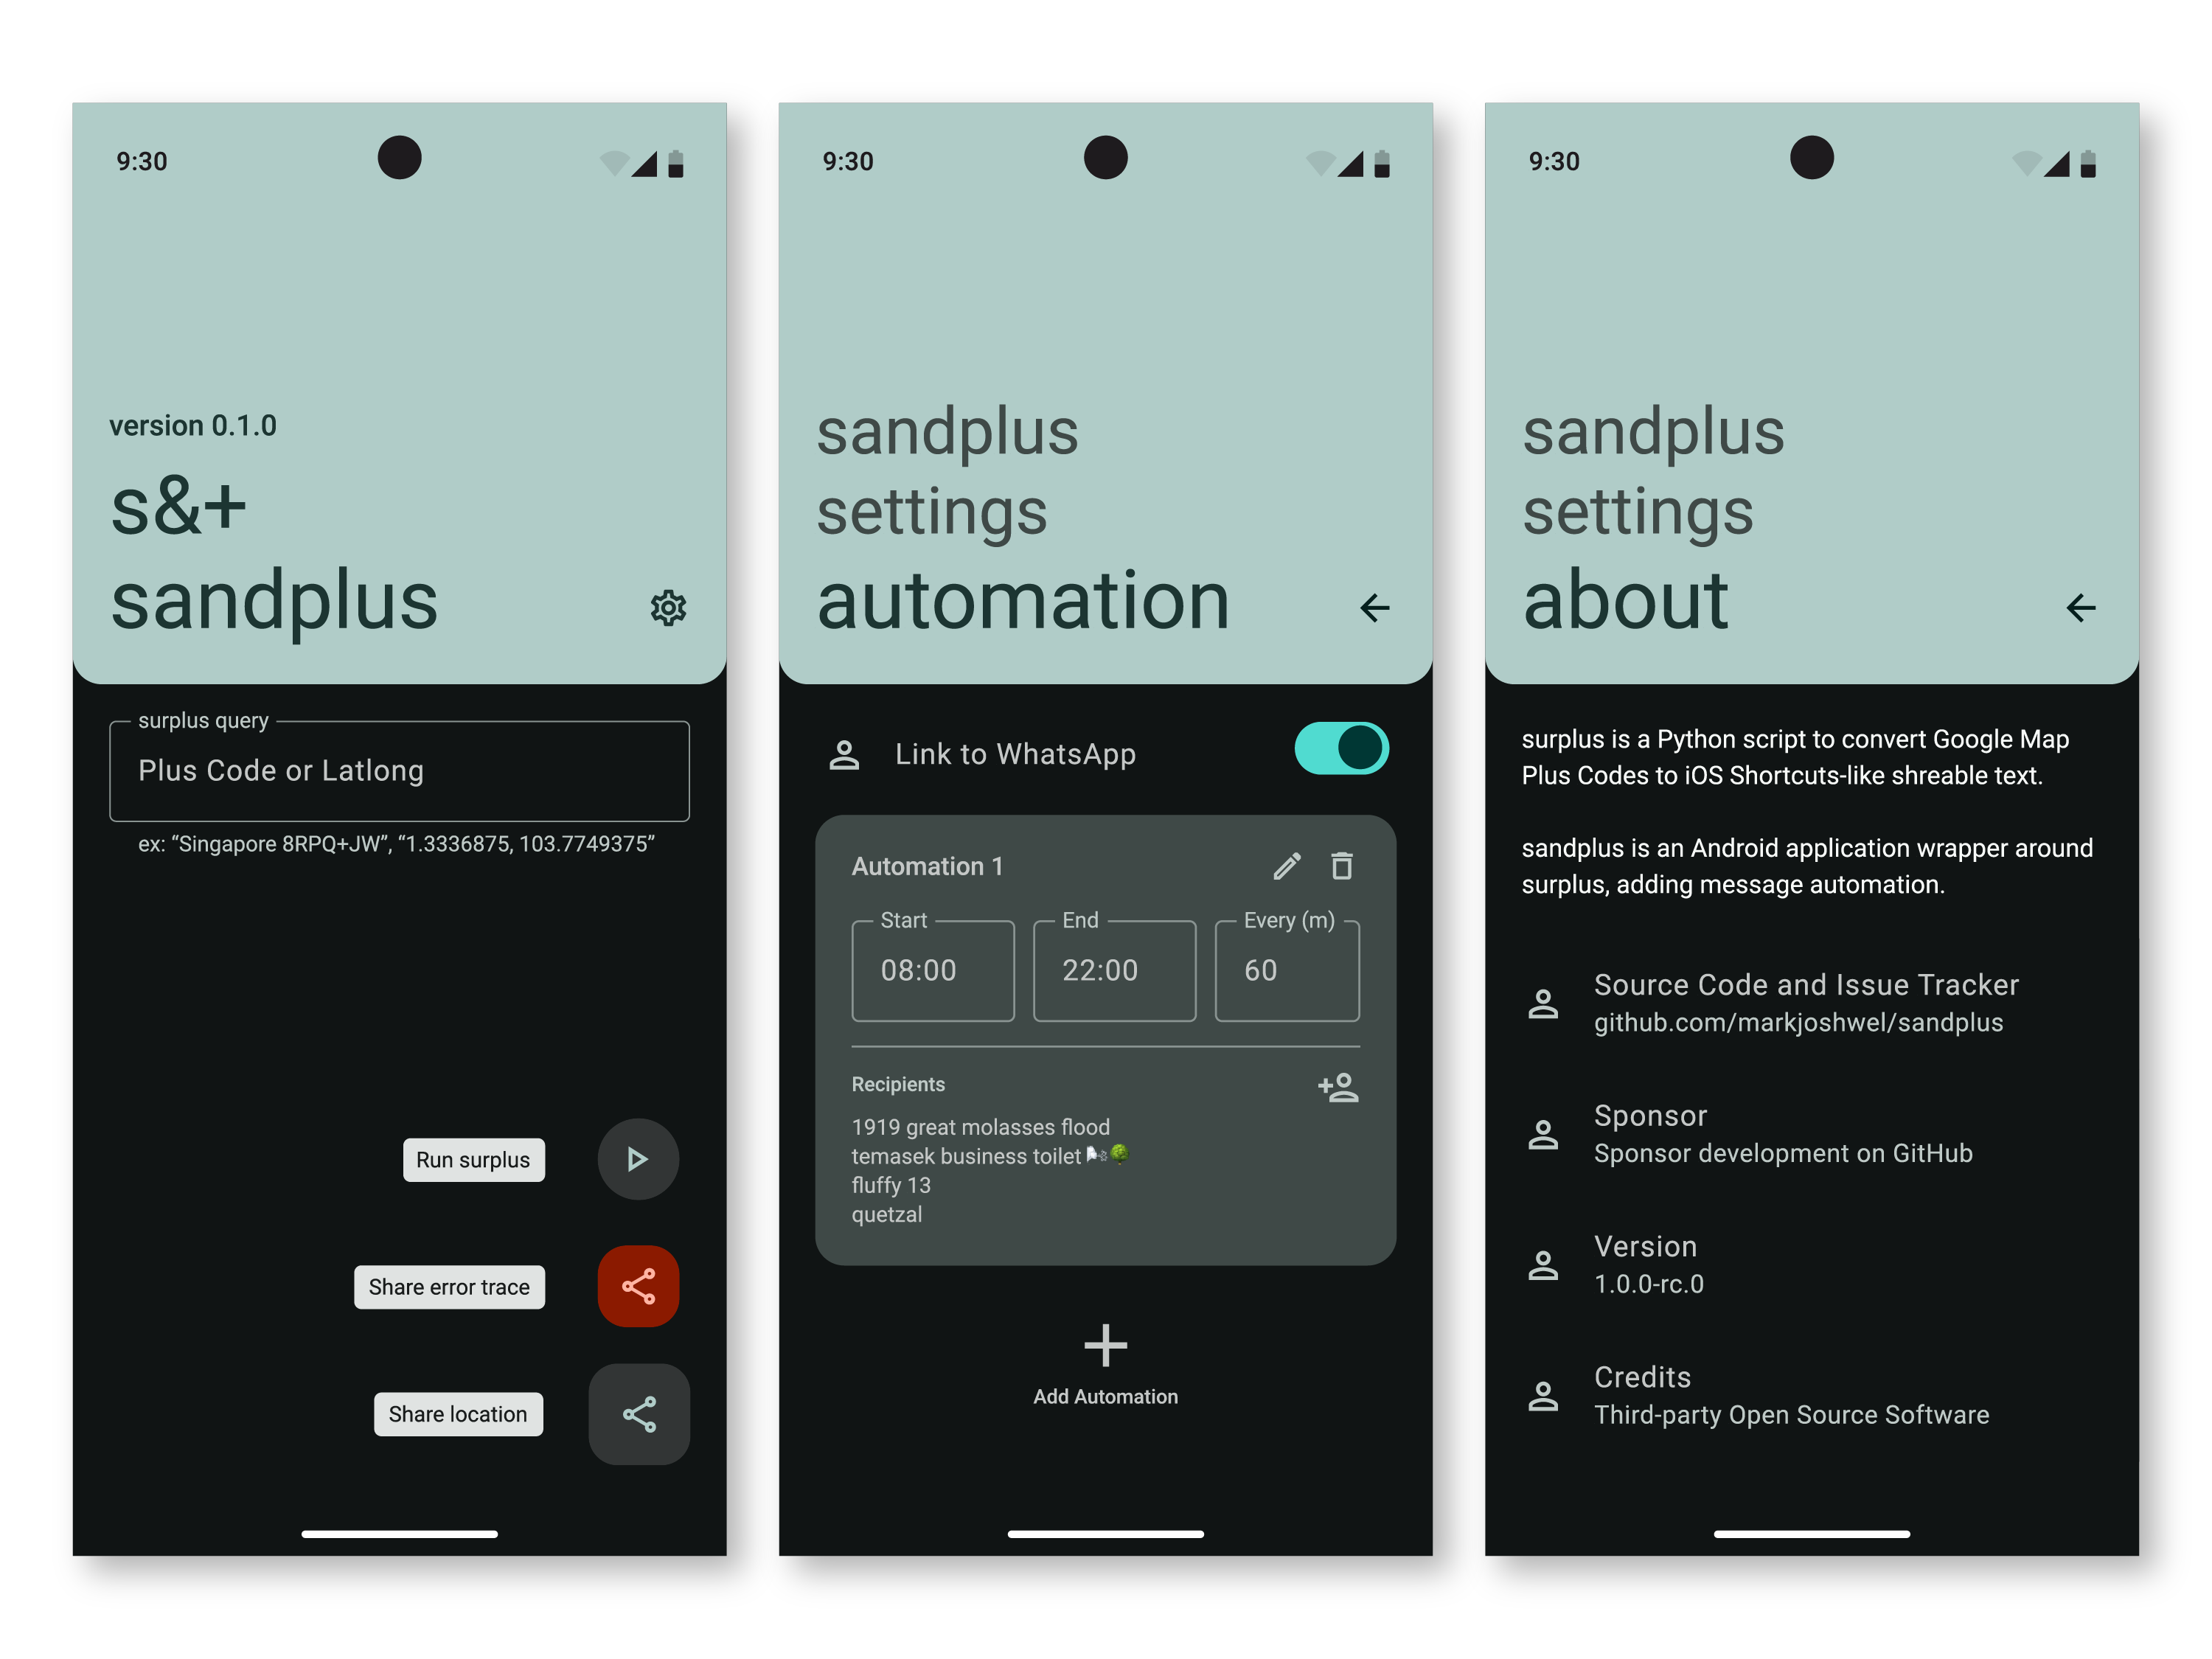 9:30
version 0.1.0
s&+
sandplus
surplus query
Plus Code or Latlong
ex: “Singapore 8RPQ+JW”, “1.3336875, 103.7749375”
Run surplus
Share error trace
Share location
9:30
sandplus
settings
automation
Link to WhatsApp
Automation 1
Start
End
Every (m)
08:00
22:00
60
Recipients
1919 great molasses flood
temasek business toilet 🌬️🌳
fluffy 13
quetzal
Add Automation
9:30
sandplus
settings
about
surplus is a Python script to convert Google Map
Plus Codes to iOS Shortcuts-like shreable text.
sandplus is an Android application wrapper around
surplus, adding message automation.
Source Code and Issue Tracker
github.com/markjoshwel/sandplus
Sponsor
Sponsor development on GitHub
Version
1.0.0-rc.0
Credits
Third-party Open Source Software